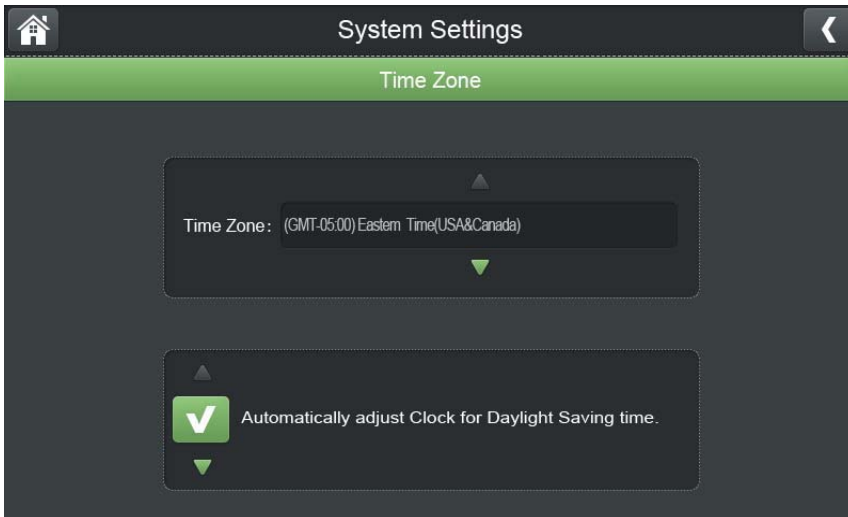 System Settings
Time Zone
Time Zone: (GMT-05:00) Eastern Time(USA&Canada)
Automatically adjust Clock for Daylight Saving time.